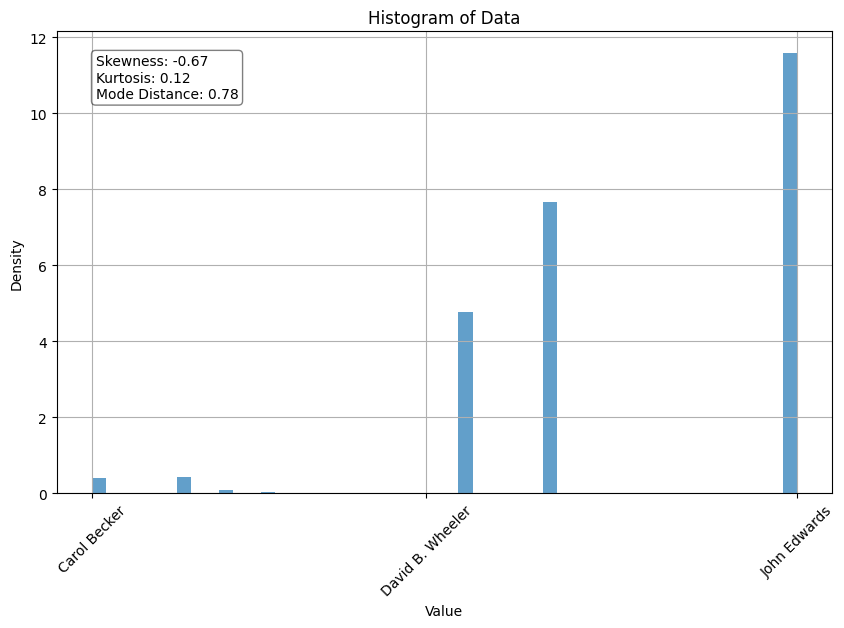 Histogram of Data
Skewness: -0.67
Kurtosis: 0.12
Mode Distance: 0.78
12
10
8
6
4
2
0
Density
Carol Becker
David B. Wheeler
John Edwards
Value